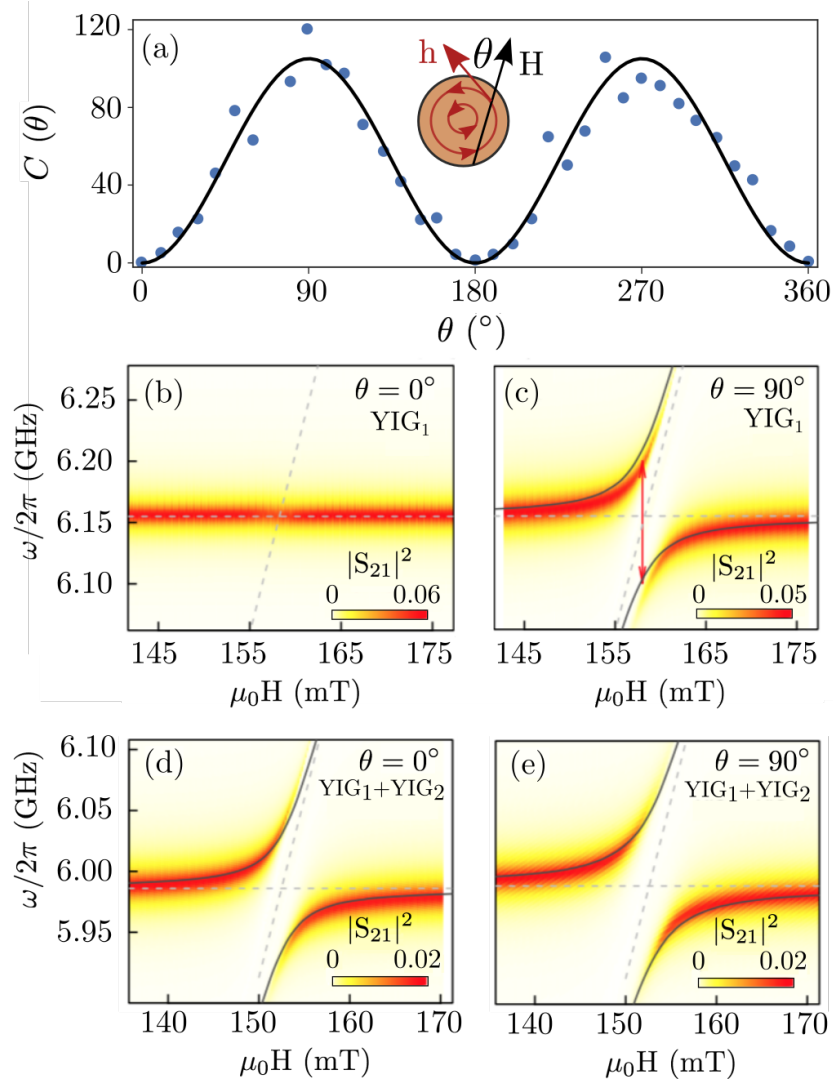 (a)
h θ H
C (θ)
120
80
40
0
0 90 180 270 360
θ (°)
(b) θ = 0°
YIG₁
(c) θ = 90°
YIG₁
ω/2π (GHz)
6.25
6.20
6.15
6.10
|S₂₁|²
0 0.06
|S₂₁|²
0 0.05
145 155 165 175
145 155 165 175
μ₀H (mT)
μ₀H (mT)
(d) θ = 0°
YIG₁+YIG₂
(e) θ = 90°
YIG₁+YIG₂
ω/2π (GHz)
6.10
6.05
6.00
5.95
|S₂₁|²
0 0.02
|S₂₁|²
0 0.02
140 150 160 170
140 150 160 170
μ₀H (mT)
μ₀H (mT)